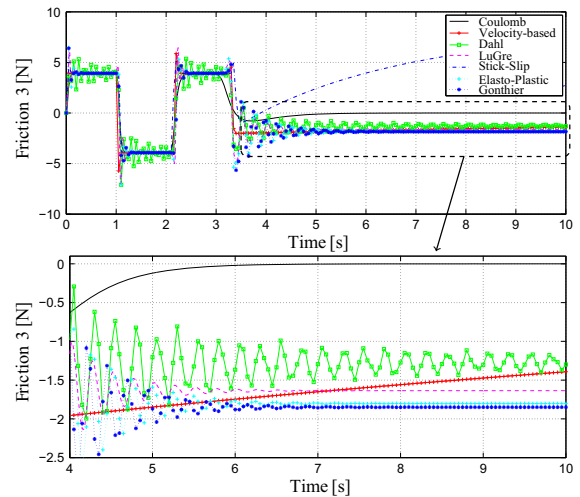 10
5
0
−5
−10
Friction 3 [N]
Coulomb
Velocity-based
Dahl
LuGre
Stick-Slip
Elasto-Plastic
Gonthier
0 1 2 3 4 5 6 7 8 9 10
Time [s]
0
−0.5
−1
−1.5
−2
−2.5
Friction 3 [N]
4 5 6 7 8 9 10
Time [s]